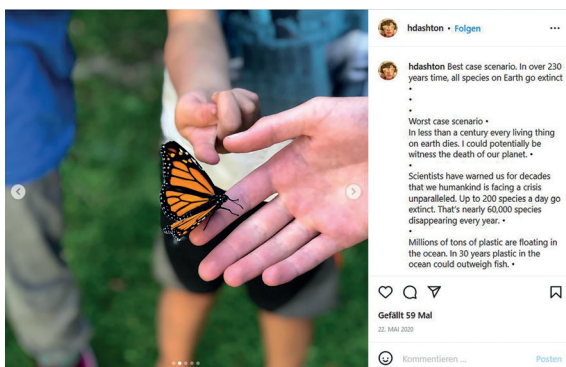 hdashton • Folgen
hdashton Best case scenario. In over 230
years time, all species on Earth go extinct
•
•
•
Worst case scenario •
In less than a century every living thing
on earth dies. I could potentially be
witness the death of our planet. •
•
Scientists have warned us for decades
that we humankind is facing a crisis
unparalleled. Up to 200 species a day go
extinct. That's nearly 60,000 species
disappearing every year. •
•
Millions of tons of plastic are floating in
the ocean. In 30 years plastic in the
ocean could outweigh fish. •
Gefällt 59 Mal
22. MAI 2020
Kommentieren ...
Posten